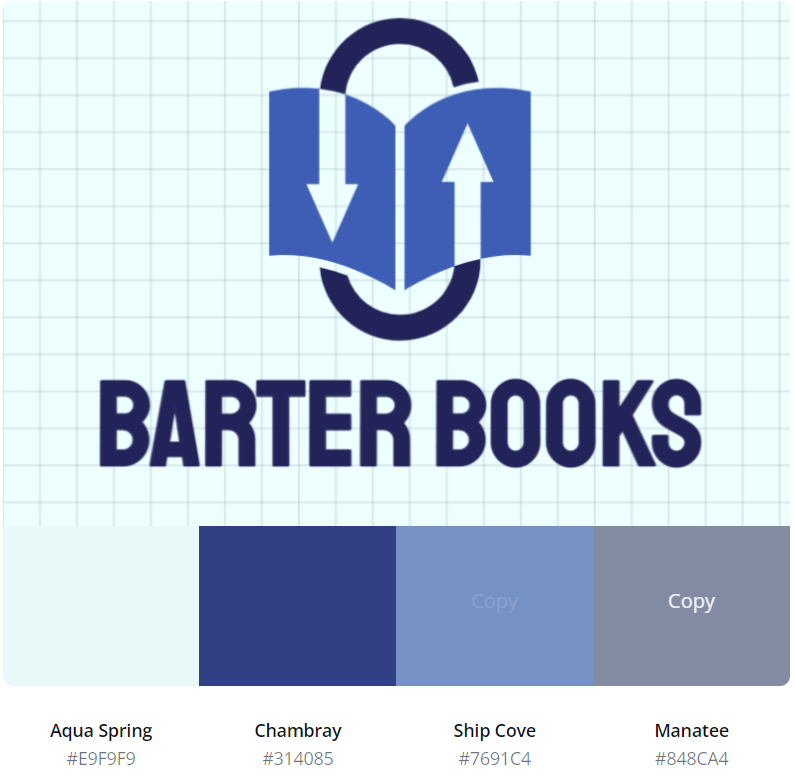 BARTER BOOKS
Copy Copy
Aqua Spring Chambray Ship Cove Manatee
#E9F9F9 #314085 #7691C4 #848CA4